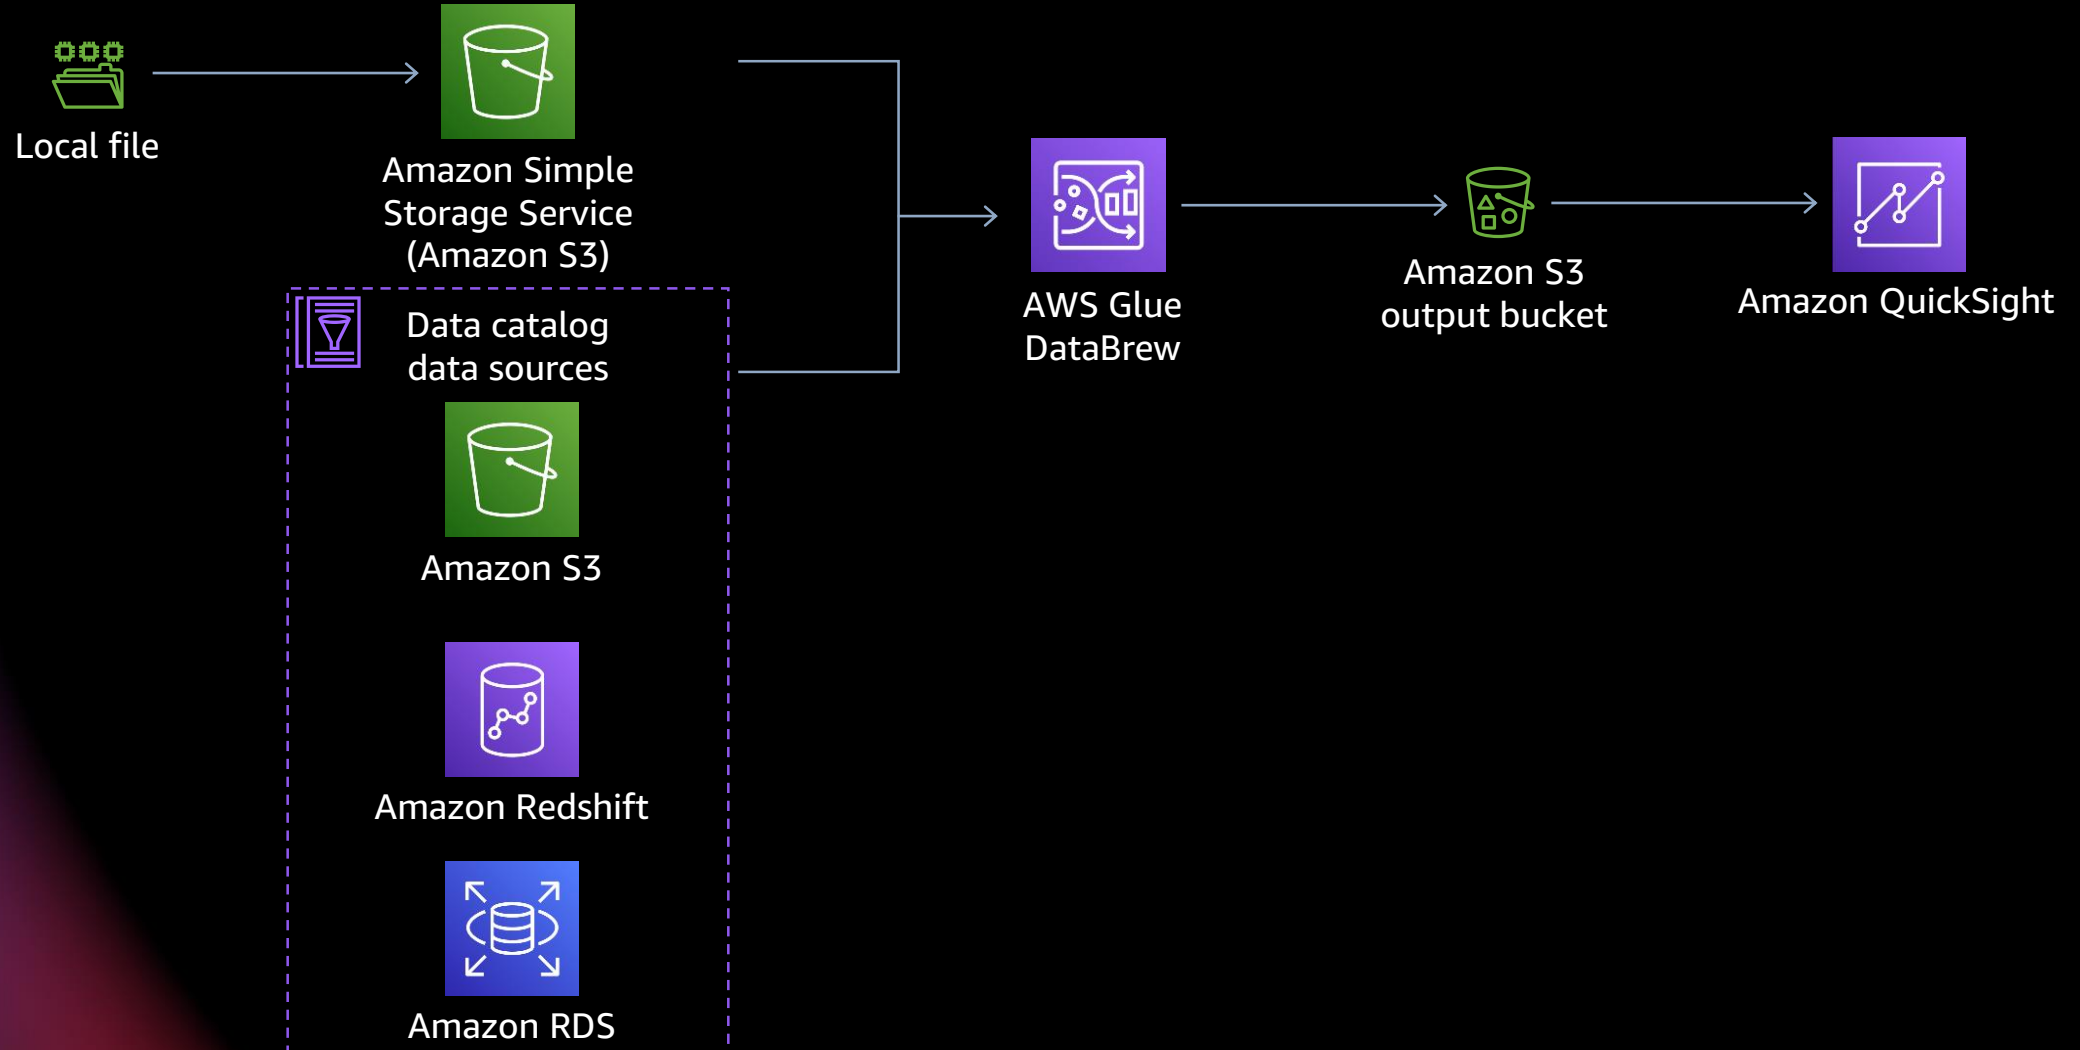 Local file
Amazon Simple
Storage Service
(Amazon S3)
Data catalog
data sources
Amazon S3
Amazon Redshift
Amazon RDS
AWS Glue
DataBrew
Amazon S3
output bucket
Amazon QuickSight